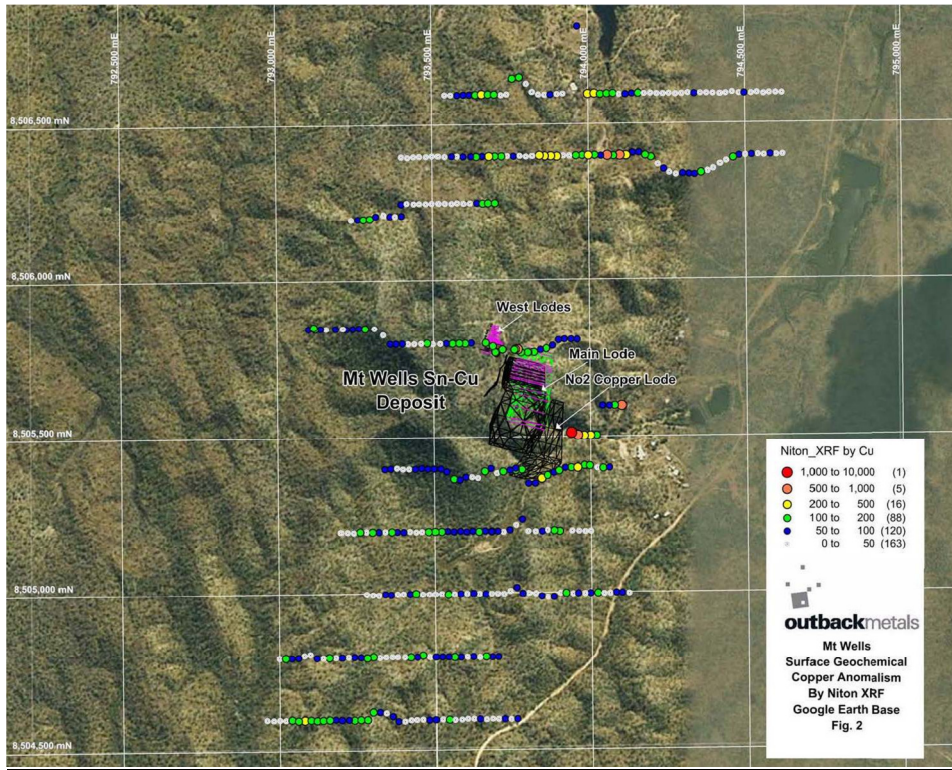 792,500 mE
793,000 mE
793,500 mE
794,000 mE
794,500 mE
795,000 mE
8,506,500 mN
8,506,000 mN
West Lodes
Main Lode
No2 Copper Lode
Mt Wells Sn-Cu
Deposit
8,505,500 mN
8,505,000 mN
8,504,500 mN
Niton_XRF by Cu
1,000 to 10,000 (1)
500 to 1,000 (5)
200 to 500 (16)
100 to 200 (88)
50 to 100 (120)
0 to 50 (163)
outbackmetals
Mt Wells
Surface Geochemical
Copper Anomalism
By Niton XRF
Google Earth Base
Fig. 2